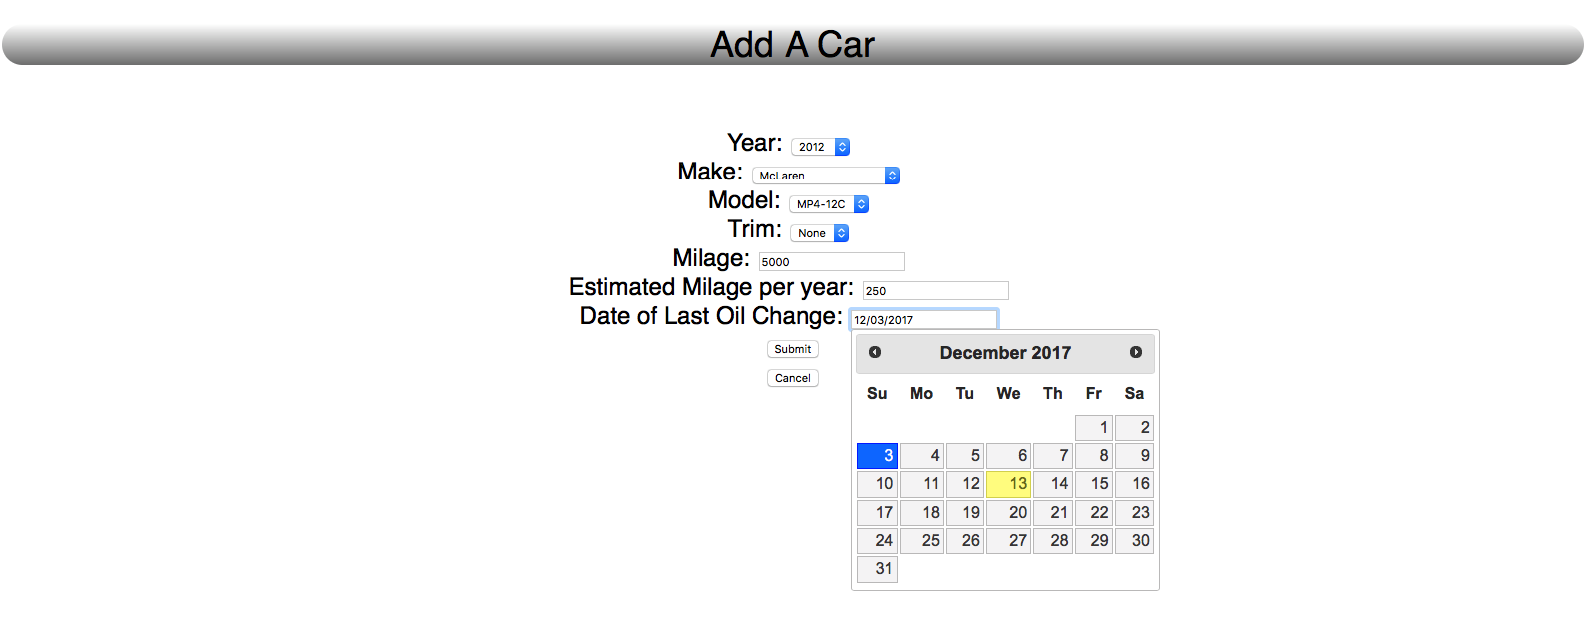 Add A Car
Year: 2012
Make: McLaren
Model: MP4-12C
Trim: None
Milage: 5000
Estimated Milage per year: 250
Date of Last Oil Change: 12/03/2017
Submit
Cancel
December 2017
Su Mo Tu We Th Fr Sa
1 2
3 4 5 6 7 8 9
10 11 12 13 14 15 16
17 18 19 20 21 22 23
24 25 26 27 28 29 30
31